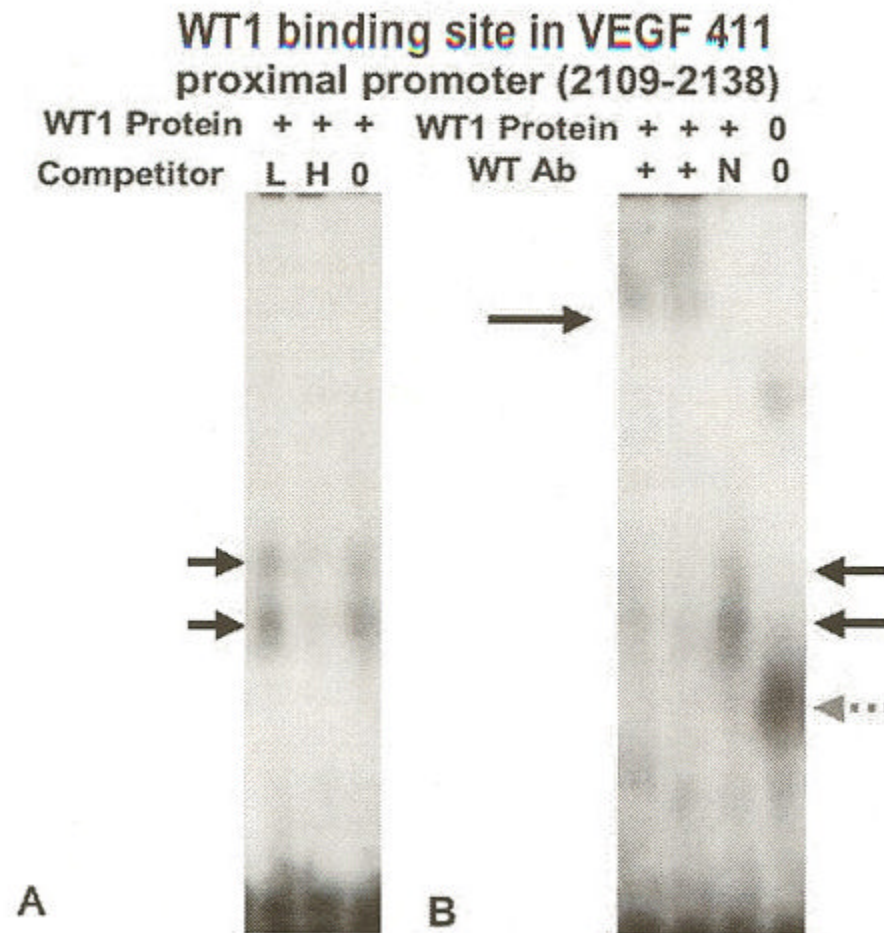 WT1 binding site in VEGF 411
proximal promoter (2109-2138)
WT1 Protein + + +
Competitor L H 0
WT1 Protein + + + 0
WT Ab + + N 0
A
B